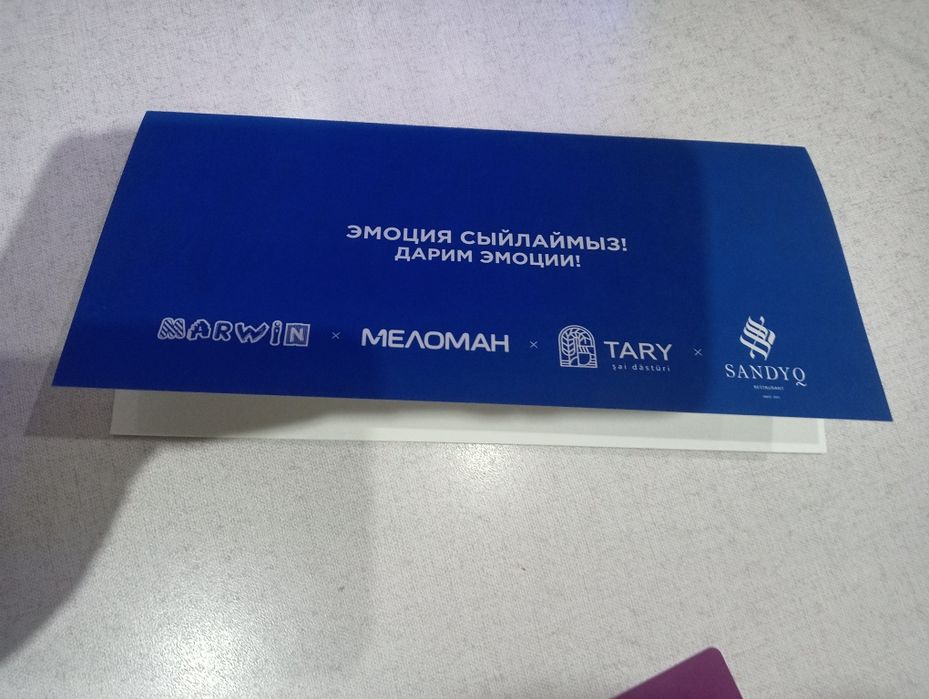 ЭМОЦИЯ СЫЙЛАЙМЫЗ!
ДАРИМ ЭМОЦИИ!
MARWIN × МЕЛОМАН × TARY × SANDYQ
şai dästüri
RESTAURANT